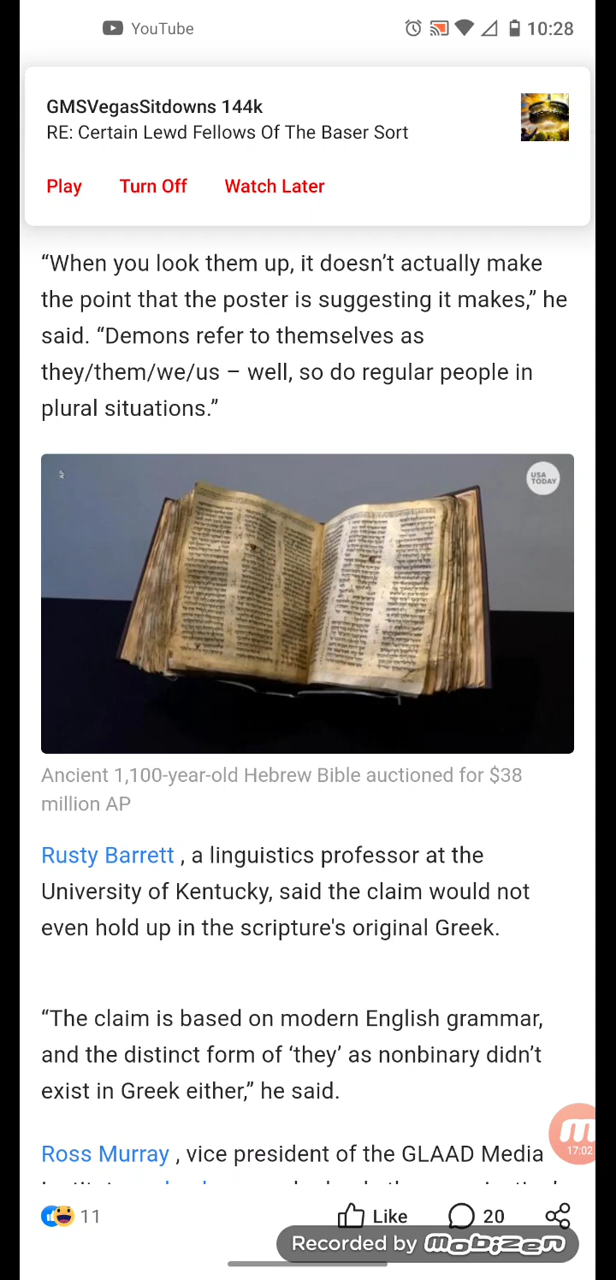 YouTube
10:28
GMSVegasSitdowns 144k
RE: Certain Lewd Fellows Of The Baser Sort
Play Turn Off Watch Later
“When you look them up, it doesn’t actually make
the point that the poster is suggesting it makes,” he
said. “Demons refer to themselves as
they/them/we/us – well, so do regular people in
plural situations.”
USA
TODAY
Ancient 1,100-year-old Hebrew Bible auctioned for $38
million AP
Rusty Barrett , a linguistics professor at the
University of Kentucky, said the claim would not
even hold up in the scripture's original Greek.
“The claim is based on modern English grammar,
and the distinct form of ‘they’ as nonbinary didn’t
exist in Greek either,” he said.
m
17:02
Ross Murray , vice president of the GLAAD Media
11 Like 20
Recorded by mobizen